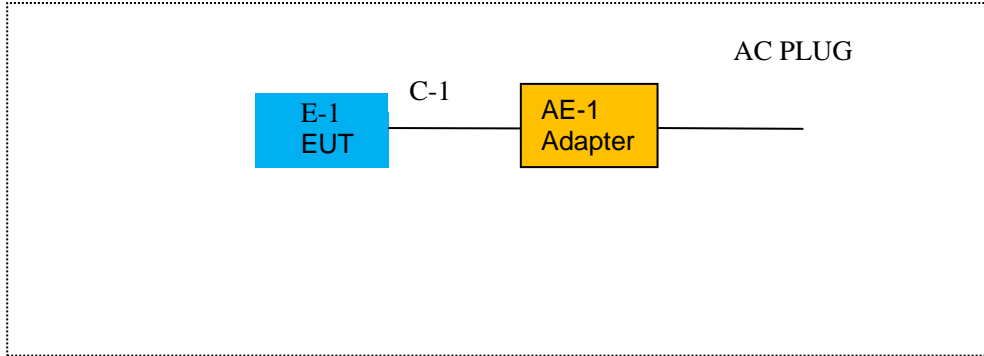 AC PLUG
C-1
E-1
EUT
AE-1
Adapter